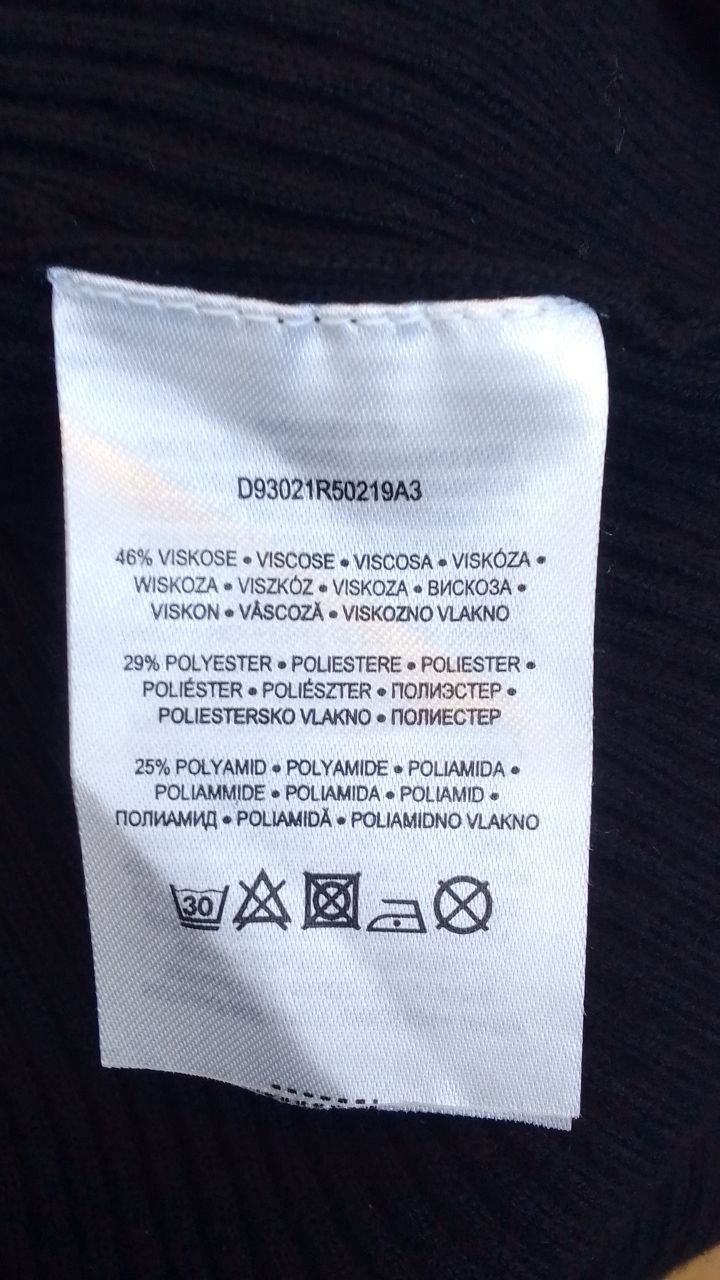 D93021R50219A3
46% VISKOSE • VISCOSE • VISCOSA • VISKÓZA •
WISKOZA • VISZKÓZ • VISKOZA • ВИСКОЗА •
VISKON • VÂSCOZĂ • VISKOZNO VLAKNO
29% POLYESTER • POLIESTERE • POLIESTER •
POLIÉSTER • POLIÉSZTER • ПОЛИЭСТЕР •
POLIESTERSKO VLAKNO • ПОЛИЕСТЕР
25% POLYAMID • POLYAMIDE • POLIAMIDA •
POLIAMMIDE • POLIAMIDA • POLIAMID •
ПОЛИАМИД • POLIAMIDĂ • POLIAMIDNO VLAKNO
30